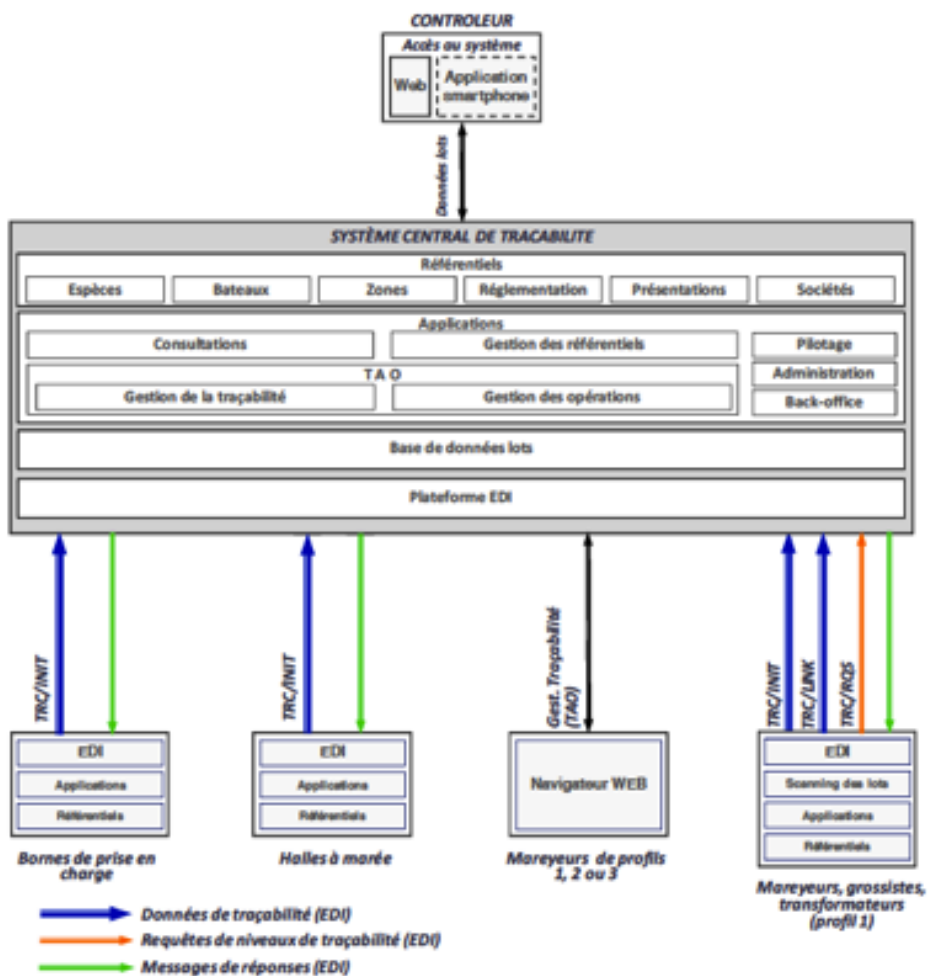 CONTROLEUR
Accès au système
Web
Application
smartphone
Données lots
SYSTÈME CENTRAL DE TRACABILITE
Référentiels
Espèces
Bateaux
Zones
Réglementation
Présentations
Sociétés
Applications
Consultations
Gestion des référentiels
Pilotage
T A O
Administration
Gestion de la traçabilité
Gestion des opérations
Back-office
Base de données lots
Plateforme EDI
TRC/INIT
TRC/INIT
Gest. Traçabilité
(TAO)
TRC/INIT
TRC/LINK
TRC/RQS
EDI
Applications
Référentiels
Bornes de prise en
charge
EDI
Applications
Référentiels
Halles à marée
Navigateur WEB
Mareyeurs de profils
1, 2 ou 3
EDI
Scanning des lots
Applications
Référentiels
Mareyeurs, grossistes,
transformateurs
(profil 1)
Données de traçabilité (EDI)
Requêtes de niveaux de traçabilité (EDI)
Messages de réponses (EDI)